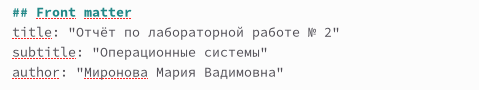 ## Front matter
title: "Отчёт по лабораторной работе № 2"
subtitle: "Операционные системы"
author: "Миронова Мария Вадимовна"